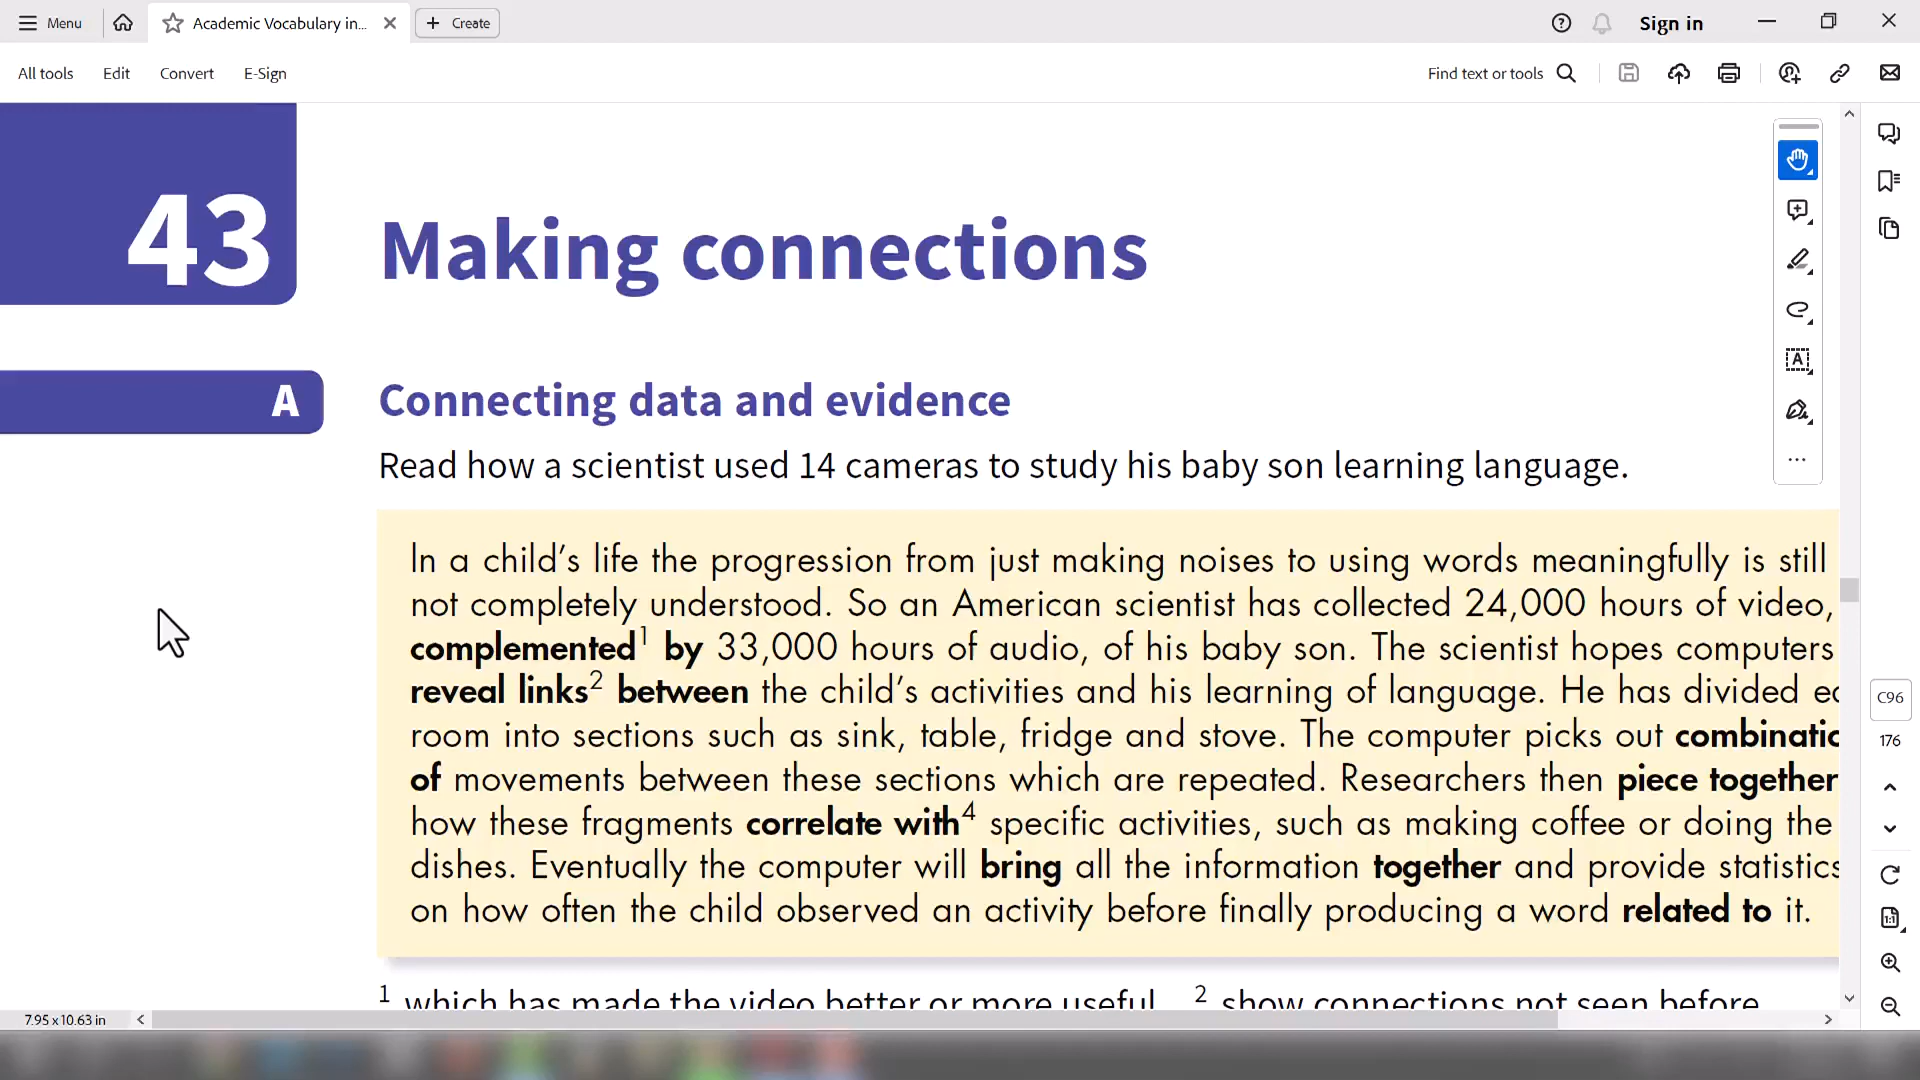 Menu
Academic Vocabulary in...
Create
Sign in
All tools
Edit
Convert
E-Sign
Find text or tools
43
Making connections
A
Connecting data and evidence
Read how a scientist used 14 cameras to study his baby son learning language.
In a child's life the progression from just making noises to using words meaningfully is still
not completely understood. So an American scientist has collected 24,000 hours of video,
complemented1 by 33,000 hours of audio, of his baby son. The scientist hopes computers
reveal links2 between the child's activities and his learning of language. He has divided
room into sections such as sink, table, fridge and stove. The computer picks out
of movements between these sections which are repeated. Researchers then piece together
how these fragments correlate with4 specific activities, such as making coffee or doing the
dishes. Eventually the computer will bring all the information together and provide statistics
on how often the child observed an activity before finally producing a word related to it.
1 which has made the video better or more useful
2 show connections not seen before
C96
176
7.95 x 10.63 in